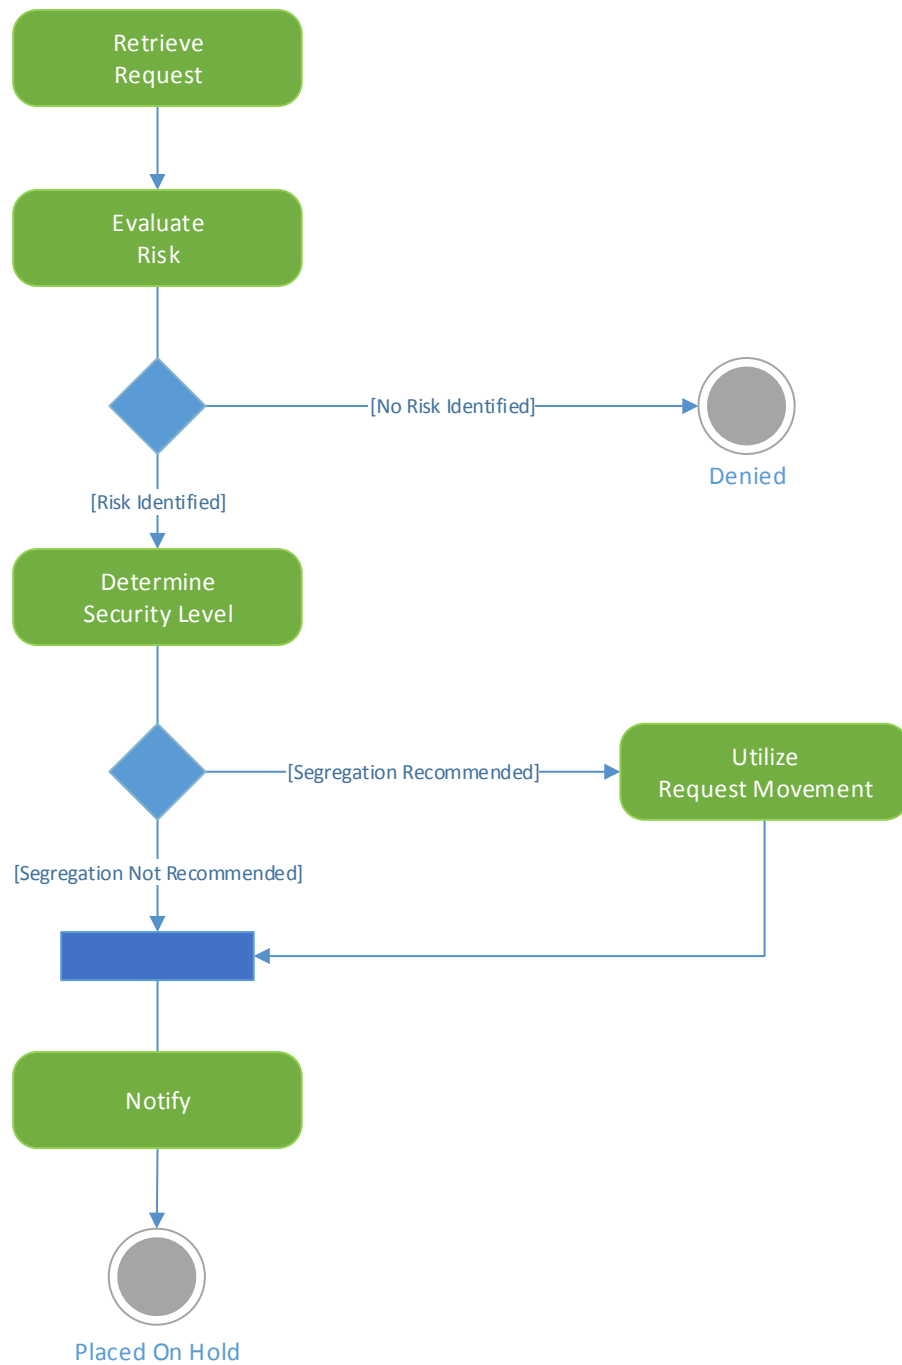 Retrieve
Request
Evaluate
Risk
[No Risk Identified]
Denied
[Risk Identified]
Determine
Security Level
[Segregation Recommended]
Utilize
Request Movement
[Segregation Not Recommended]
Notify
Placed On Hold